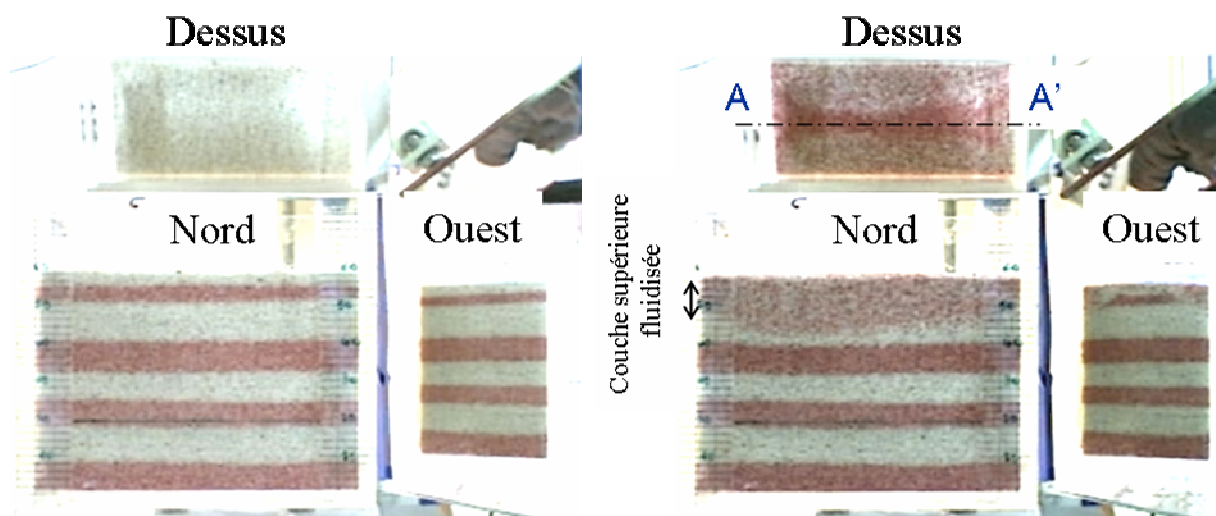 Dessus
Nord
Ouest
Dessus
A
A'
Couche supérieure
fluidisée
Nord
Ouest